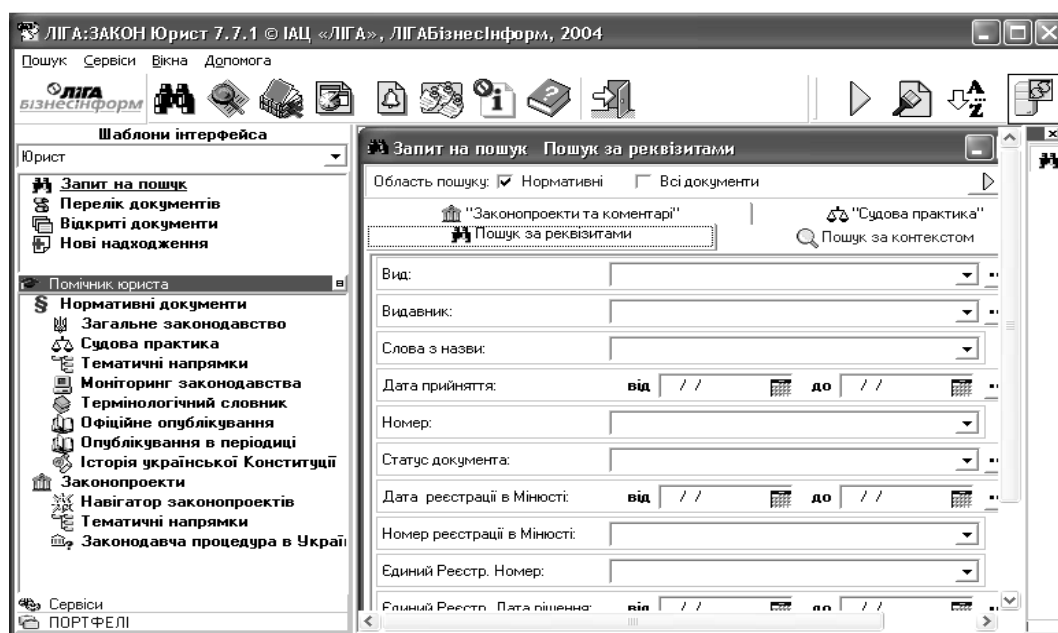 ЛІГА:ЗАКОН Юрист 7.7.1 © ІАЦ «ЛІГА», ЛІГАБізнесІнформ, 2004
Пошук Сервіси Вікна Допомога
ЛІГА
БІЗНЕСІНФОРМ
Шаблони інтерфейса
Юрист
Запит на пошук
Перелік документів
Відкриті документи
Нові надходження
Помічник юриста
Нормативні документи
Загальне законодавство
Судова практика
Тематичні напрямки
Моніторинг законодавства
Термінологічний словник
Офіційне опублікування
Опублікування в періодиці
Історія української Конституції
Законопроекти
Навігатор законопроектів
Тематичні напрямки
Законодавча процедура в Украї
Сервіси
ПОРТФЕЛІ
Запит на пошук Пошук за реквізитами
Область пошуку: Нормативні Всі документи
"Законопроекти та коментарі" "Судова практика"
Пошук за реквізитами Пошук за контекстом
Вид:
Видавник:
Слова з назви:
Дата прийняття: від / / до / /
Номер:
Статус документа:
Дата реєстрації в Мінюсті: від / / до / /
Номер реєстрації в Мінюсті:
Єдиний Реєстр. Номер:
Єдиний Реєстр. Дата рішення: від / / до / /